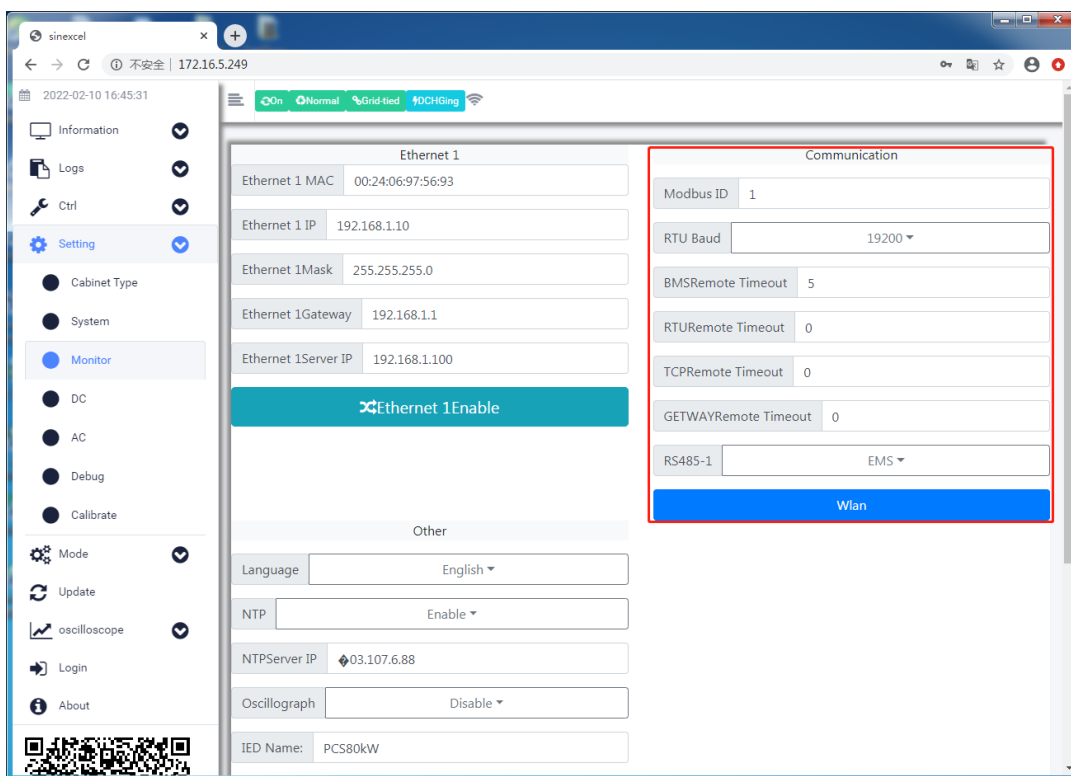 sinexcel
不安全 | 172.16.5.249
2022-02-10 16:45:31
On Normal Grid-tied DCHGing
Information
Logs
Ctrl
Setting
Cabinet Type
System
Monitor
DC
AC
Debug
Calibrate
Mode
Update
oscilloscope
Login
About
Ethernet 1
Ethernet 1 MAC 00:24:06:97:56:93
Ethernet 1 IP 192.168.1.10
Ethernet 1Mask 255.255.255.0
Ethernet 1Gateway 192.168.1.1
Ethernet 1Server IP 192.168.1.100
Ethernet 1Enable
Other
Language English
NTP Enable
NTPServer IP �03.107.6.88
Oscillograph Disable
IED Name: PCS80kW
Communication
Modbus ID 1
RTU Baud 19200
BMSRemote Timeout 5
RTURemote Timeout 0
TCPRemote Timeout 0
GETWAYRemote Timeout 0
RS485-1 EMS
Wlan